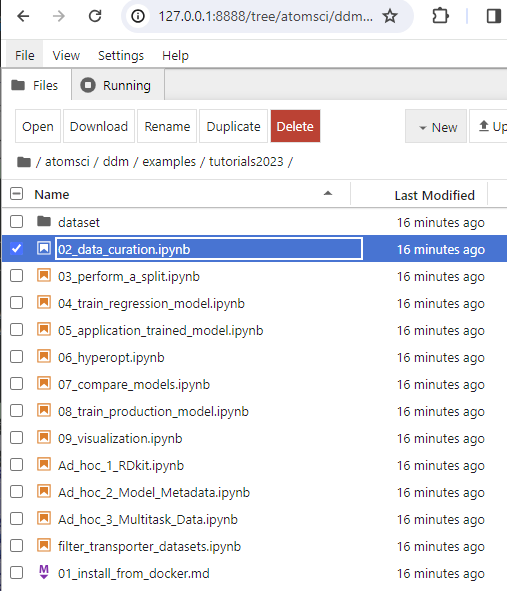 127.0.0.1:8888/tree/atomsci/ddm...
File View Settings Help
Files Running
Open Download Rename Duplicate Delete New Up
/ atomsci / ddm / examples / tutorials2023 /
Name Last Modified
dataset 16 minutes ago
02_data_curation.ipynb 16 minutes ago
03_perform_a_split.ipynb 16 minutes ago
04_train_regression_model.ipynb 16 minutes ago
05_application_trained_model.ipynb 16 minutes ago
06_hyperopt.ipynb 16 minutes ago
07_compare_models.ipynb 16 minutes ago
08_train_production_model.ipynb 16 minutes ago
09_visualization.ipynb 16 minutes ago
Ad_hoc_1_RDkit.ipynb 16 minutes ago
Ad_hoc_2_Model_Metadata.ipynb 16 minutes ago
Ad_hoc_3_Multitask_Data.ipynb 16 minutes ago
filter_transporter_datasets.ipynb 16 minutes ago
01_install_from_docker.md 16 minutes ago